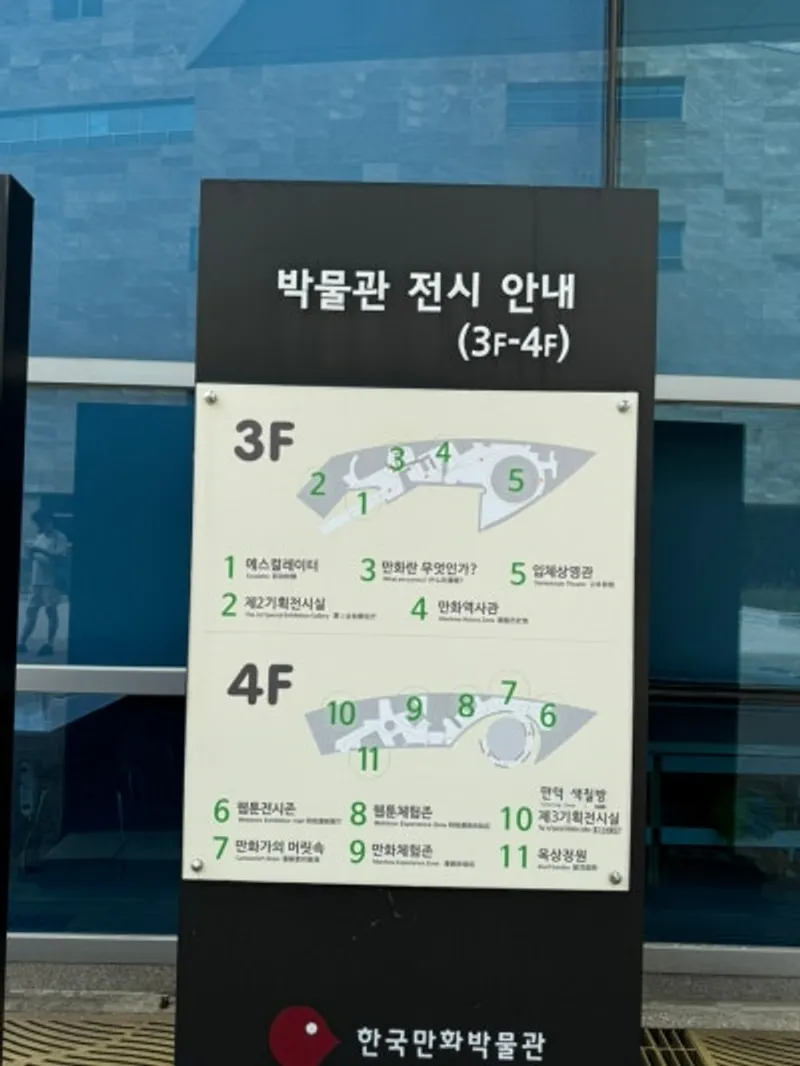 박물관 전시 안내
(3F-4F)
3F
2
3
4
5
1
1 에스컬레이터
3 만화란 무엇인가?
5 입체상영관
2 제2기획전시실
4 만화역사관
4F
10
9
8
7
6
11
6 웹툰전시존
8 웹툰체험존
10 만덕 색칠방
제3기획전시실
7 만화가의 머릿속
9 만화체험존
11 옥상정원
한국만화박물관